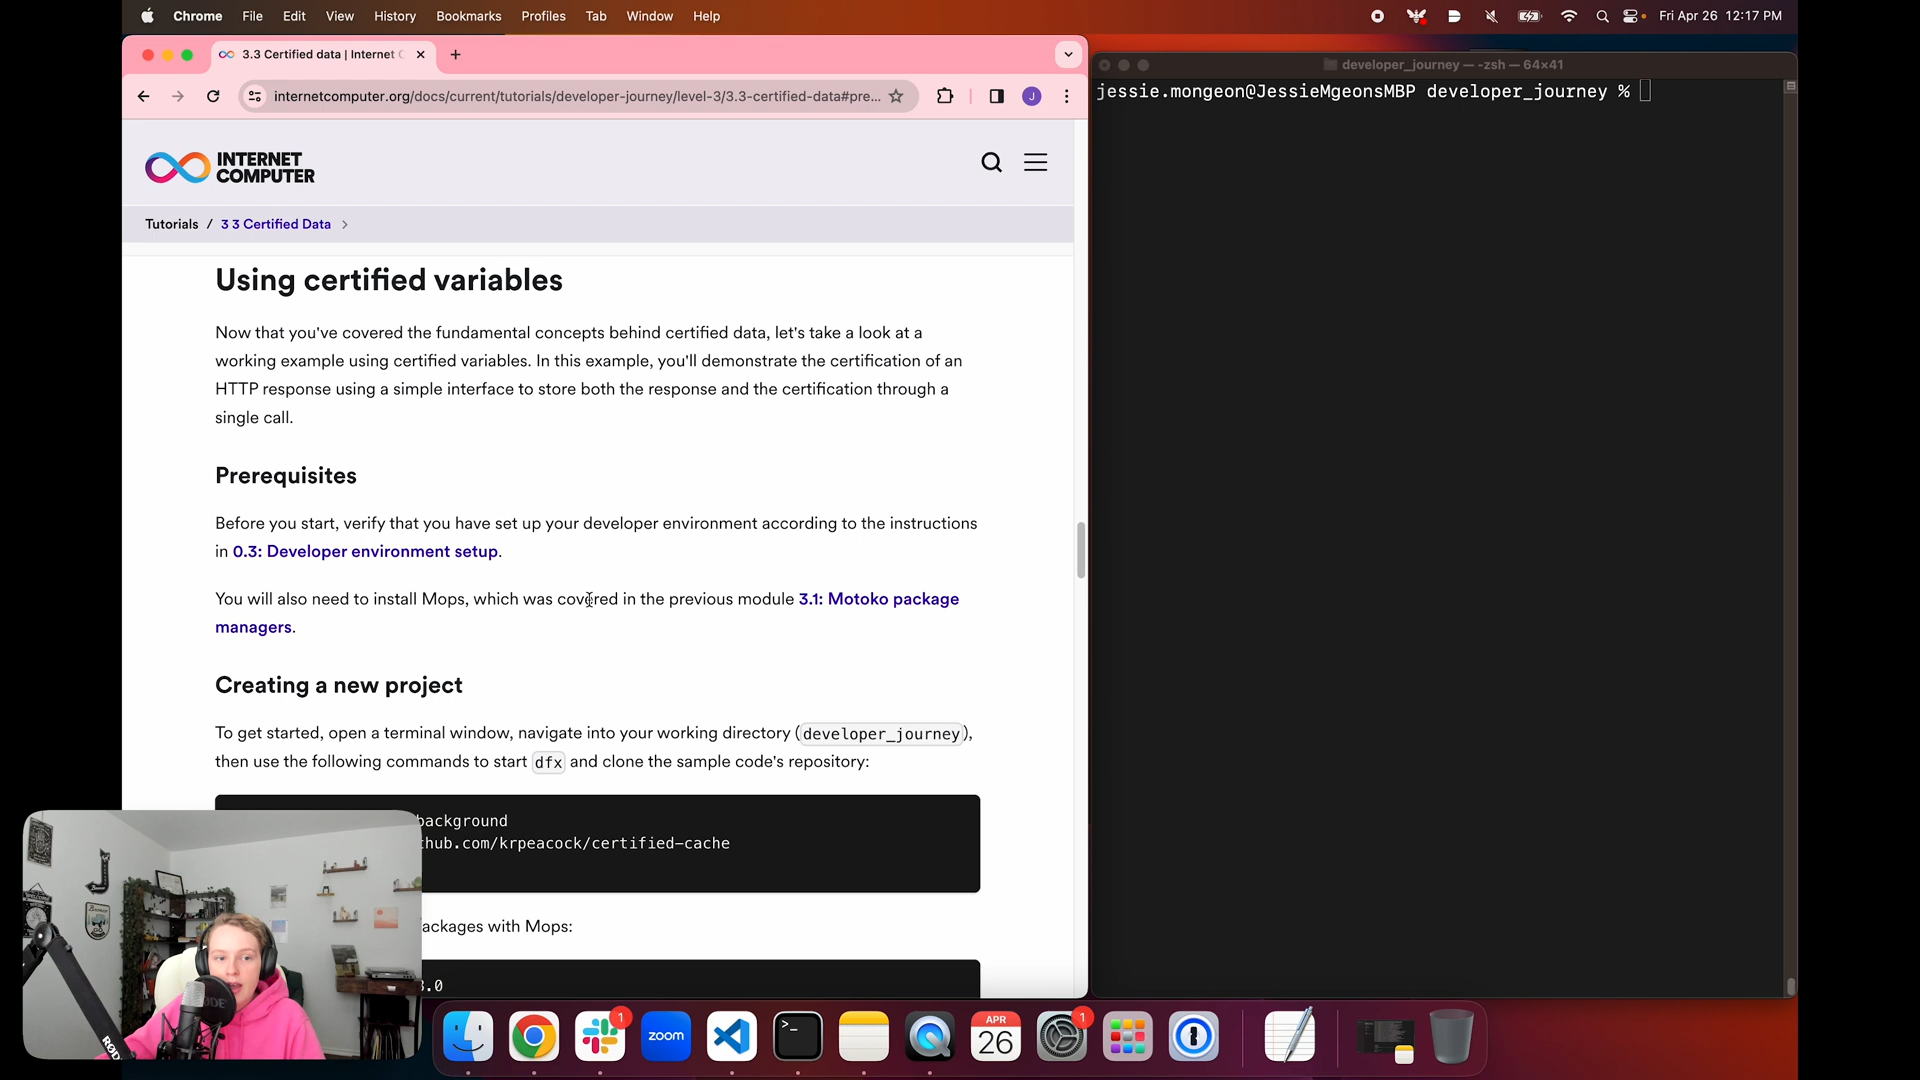 Chrome File Edit View History Bookmarks Profiles Tab Window Help
Fri Apr 26 12:17 PM
3.3 Certified data | Internet C
developer_journey — -zsh — 64×41
internetcomputer.org/docs/current/tutorials/developer-journey/level-3/3.3-certified-data#pre...
J
jessie.mongeon@JessieMgeonsMBP developer_journey %
INTERNET
COMPUTER
Tutorials / 3 3 Certified Data >
Using certified variables
Now that you've covered the fundamental concepts behind certified data, let's take a look at a
working example using certified variables. In this example, you'll demonstrate the certification of an
HTTP response using a simple interface to store both the response and the certification through a
single call.
Prerequisites
Before you start, verify that you have set up your developer environment according to the instructions
in 0.3: Developer environment setup.
You will also need to install Mops, which was covered in the previous module 3.1: Motoko package
managers.
Creating a new project
To get started, open a terminal window, navigate into your working directory (developer_journey),
then use the following commands to start dfx and clone the sample code's repository:
background
hub.com/krpeacock/certified-cache
ackages with Mops:
.0
1
zoom
>_
APR
26
1
RØDE